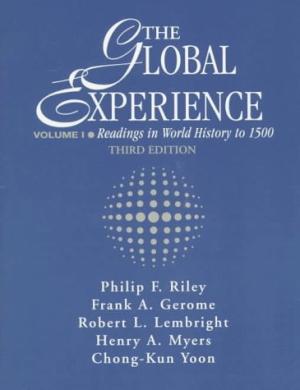 THE
GLOBAL
EXPERIENCE
VOLUME I • Readings in World History to 1500
THIRD EDITION
Philip F. Riley
Frank A. Gerome
Robert L. Lembright
Henry A. Myers
Chong-Kun Yoon